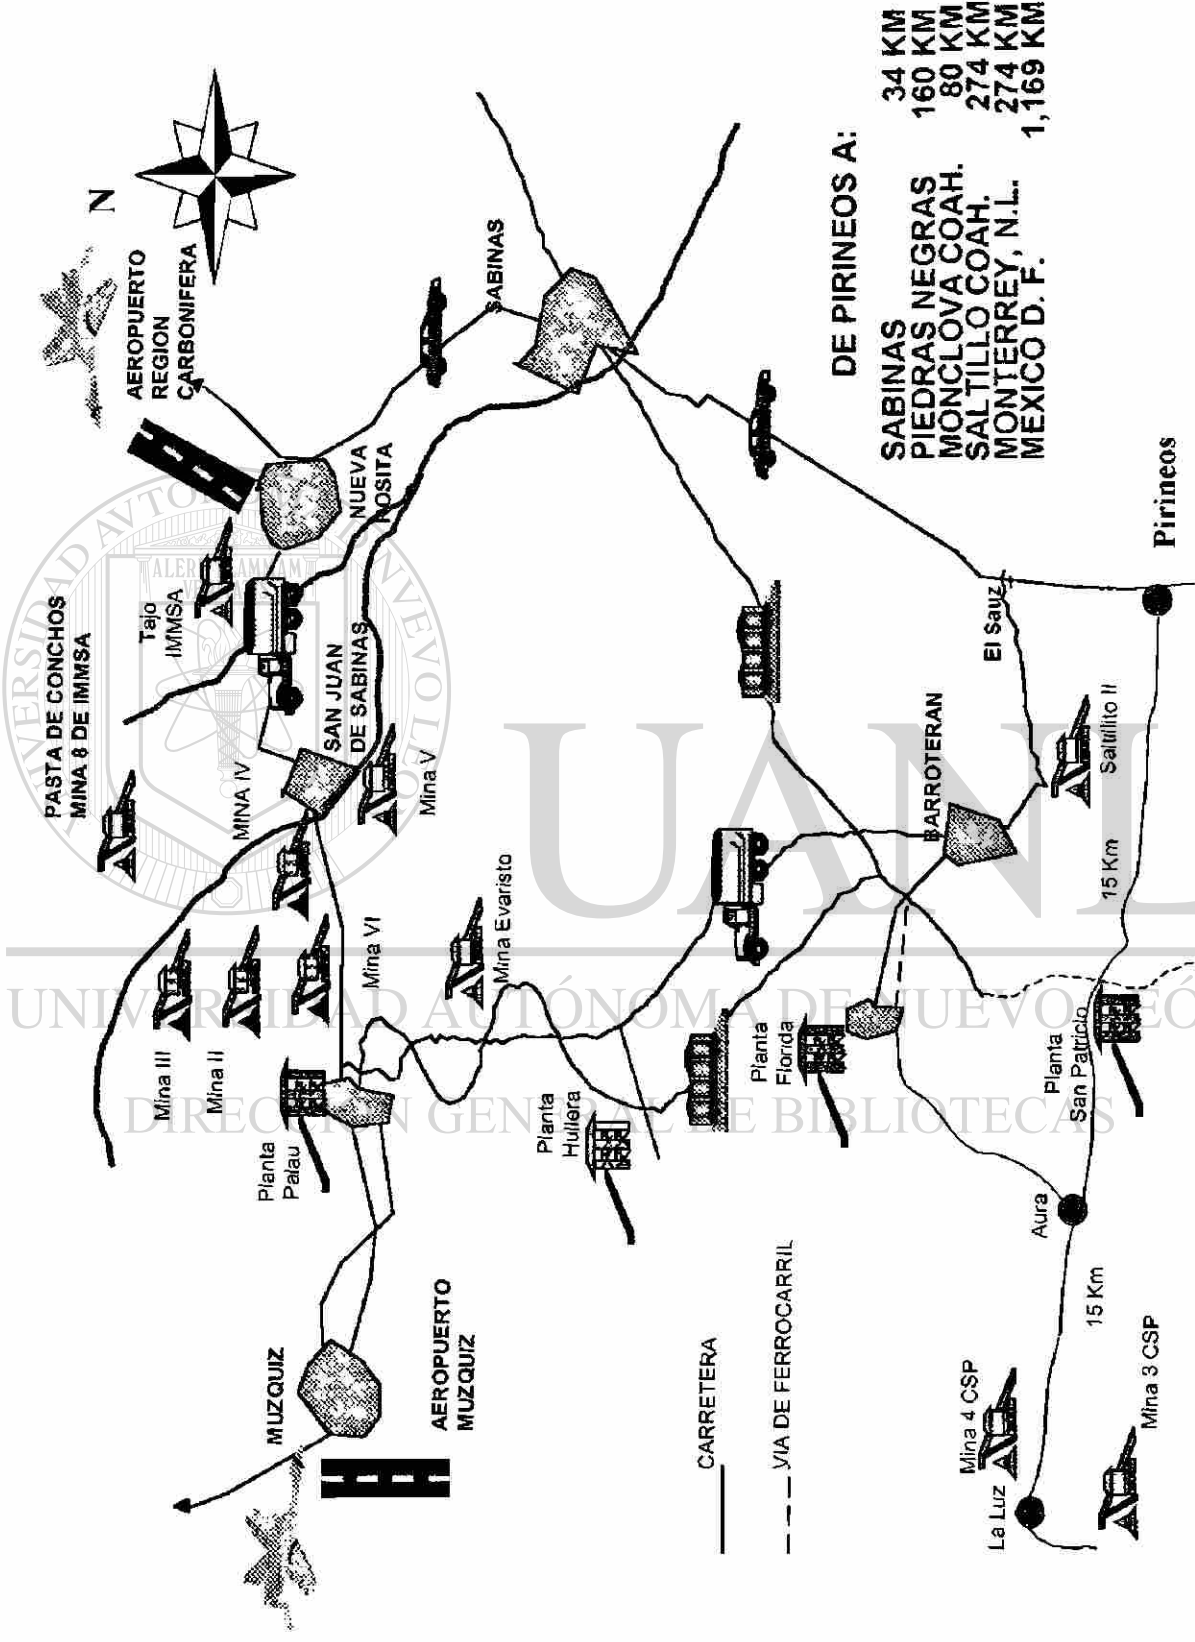 N
AEROPUERTO
REGION
CARBONIFERA
PASTA DE CONCHOS
MINA 8 DE IMMSA
Tajo
IMMSA
NUEVA
ROSITA
SABINAS
SAN JUAN
DE SABINAS
MINA IV
Mina V
Mina III
Mina II
Mina VI
Mina Evaristo
Planta
Palau
MUZQUIZ
AEROPUERTO
MUZQUIZ
Planta
Hullera
Planta
Florida
BARROTERAN
El Sauz
Saltillito II
Pirineos
15 Km
Planta
San Patricio
Aura
15 Km
La Luz
Mina 4 CSP
Mina 3 CSP
CARRETERA
VIA DE FERROCARRIL
DE PIRINEOS A:
SABINAS 34 KM
PIEDRAS NEGRAS 160 KM
MONCLOVA COAH. 80 KM
SALTILLO COAH. 274 KM
MONTERREY, N.L. 274 KM
MEXICO D. F. 1,169 KM
UANL
UNIVERSIDAD AUTÓNOMA DE NUEVO LEÓ
DIRECCIÓN GENERAL DE BIBLIOTECAS